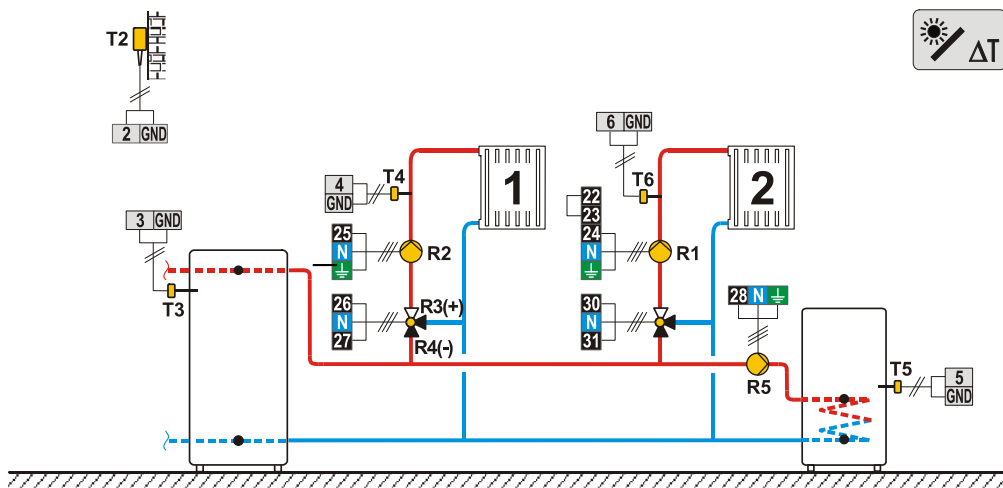 T2
2 GND
ΔT
6 GND
T4
4
GND
1
T6
2
22
23
3 GND
25
N
R2
24
N
R1
T3
26
N
27
R3(+)
R4(-)
30
N
31
28 N
R5
T5
5
GND